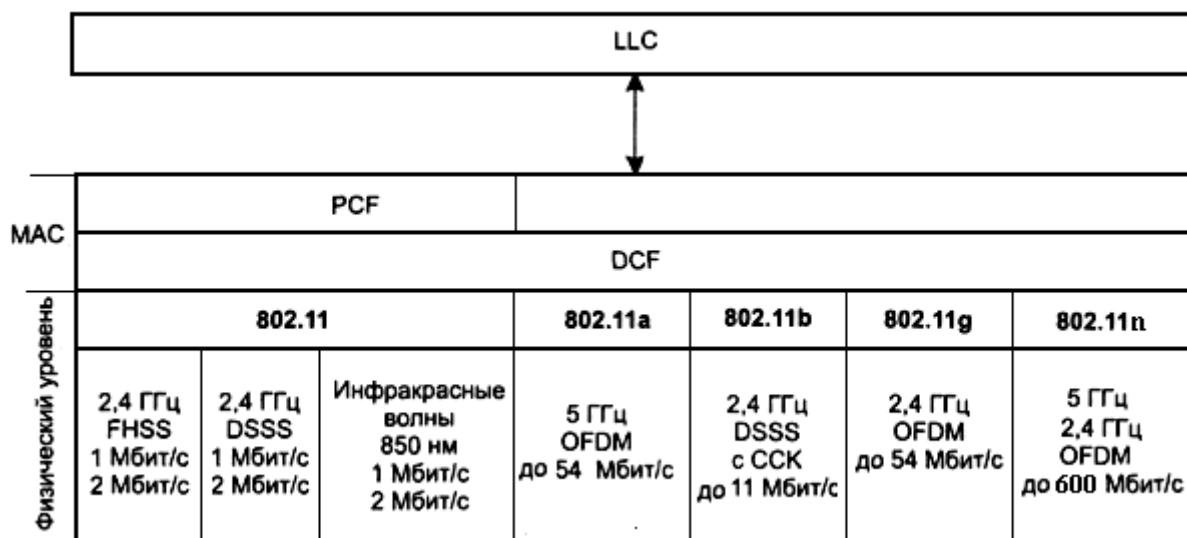 LLC
MAC
PCF
DCF
Физический уровень
802.11
802.11a
802.11b
802.11g
802.11n
2,4 ГГц
FHSS
1 Мбит/с
2 Мбит/с
2,4 ГГц
DSSS
1 Мбит/с
2 Мбит/с
Инфракрасные
волны
850 нм
1 Мбит/с
2 Мбит/с
5 ГГц
OFDM
до 54 Мбит/с
2,4 ГГц
DSSS
с CCK
до 11 Мбит/с
2,4 ГГц
OFDM
до 54 Мбит/с
5 ГГц
2,4 ГГц
OFDM
до 600 Мбит/с